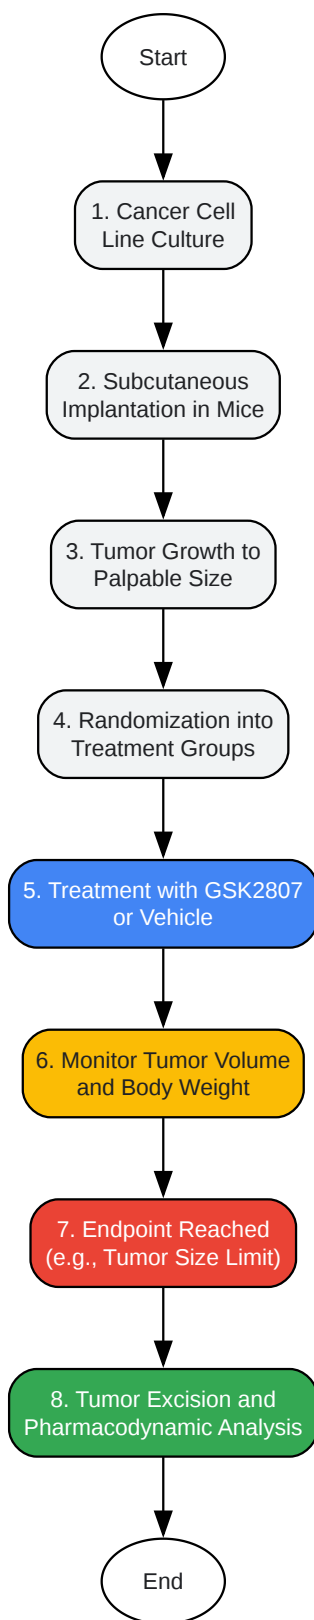 Start
1. Cancer Cell
Line Culture
2. Subcutaneous
Implantation in Mice
3. Tumor Growth to
Palpable Size
4. Randomization into
Treatment Groups
5. Treatment with GSK2807
or Vehicle
6. Monitor Tumor Volume
and Body Weight
7. Endpoint Reached
(e.g., Tumor Size Limit)
8. Tumor Excision and
Pharmacodynamic Analysis
End